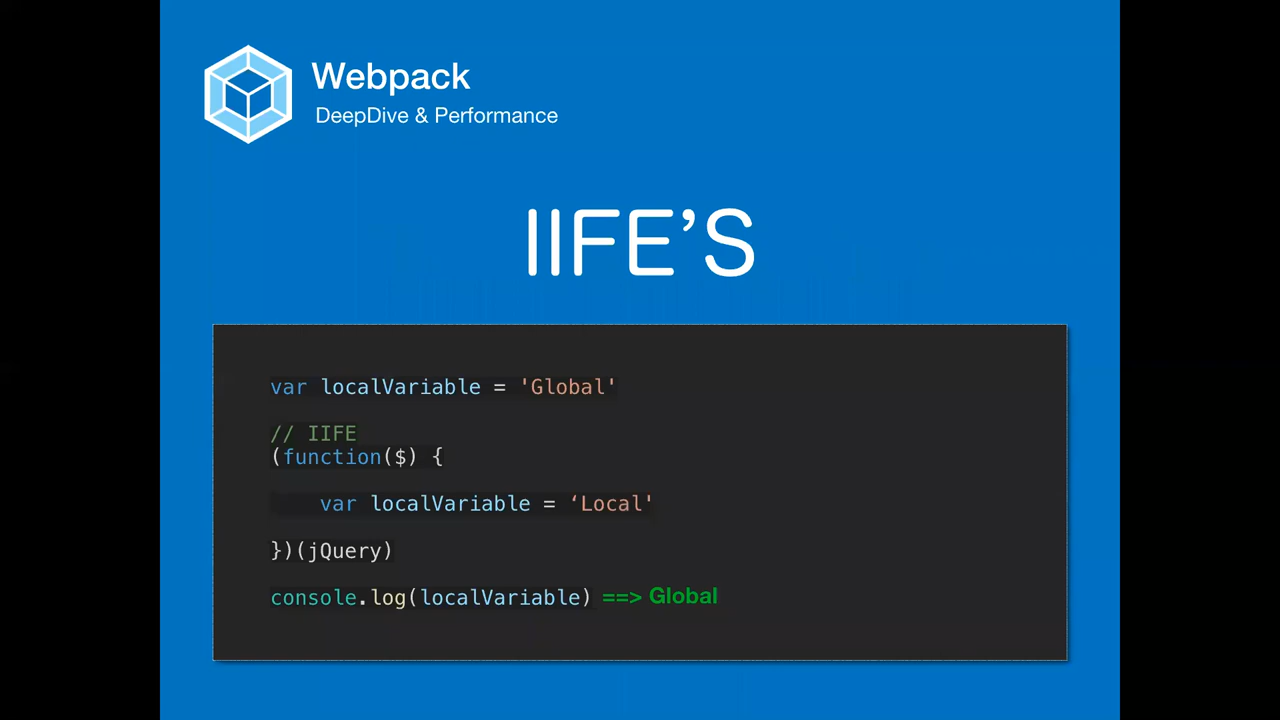 Webpack
DeepDive & Performance
IIFE’S
var localVariable = 'Global'
// IIFE
(function($) {
var localVariable = ‘Local'
})(jQuery)
console.log(localVariable) ==> Global